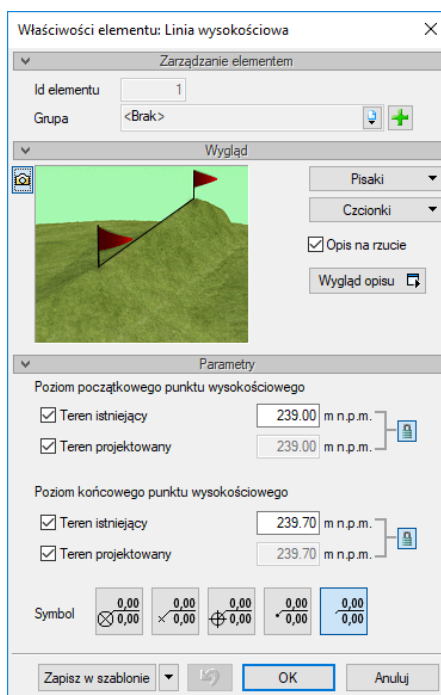 Właściwości elementu: Linia wysokościowa
Zarządzanie elementem
Id elementu 1
Grupa <Brak>
Wygląd
Pisaki
Czcionki
Opis na rzucie
Wygląd opisu
Parametry
Poziom początkowego punktu wysokościowego
Teren istniejący 239.00 m n.p.m.
Teren projektowany 239.00 m n.p.m.
Poziom końcowego punktu wysokościowego
Teren istniejący 239.70 m n.p.m.
Teren projektowany 239.70 m n.p.m.
0,00 0,00 0,00 0,00 0,00
Symbol
0,00 0,00 0,00 0,00 0,00
Zapisz w szablonie OK Anuluj